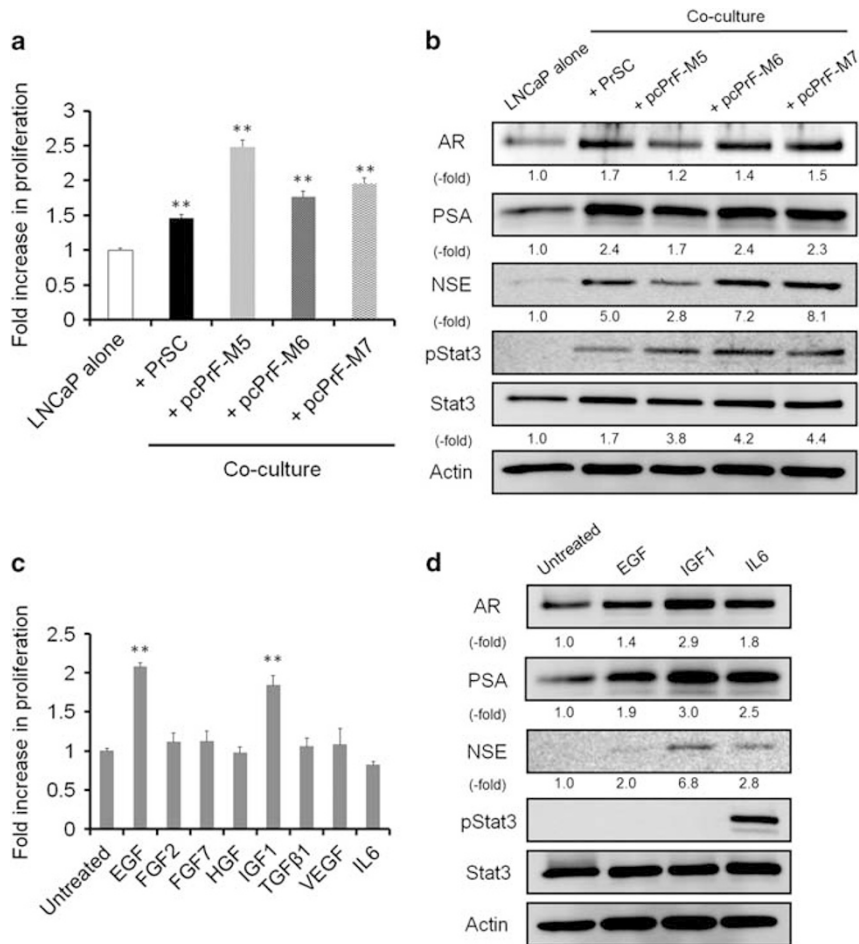 a
Fold increase in proliferation
3
2.5
2
1.5
1
0.5
0
**
**
**
**
LNCaP alone
+ PrSC
+ pcPrF-M5
+ pcPrF-M6
+ pcPrF-M7
Co-culture
b
Co-culture
LNCaP alone
+ PrSC
+ pcPrF-M5
+ pcPrF-M6
+ pcPrF-M7
AR
(-fold) 1.0 1.7 1.2 1.4 1.5
PSA
(-fold) 1.0 2.4 1.7 2.4 2.3
NSE
(-fold) 1.0 5.0 2.8 7.2 8.1
pStat3
Stat3
(-fold) 1.0 1.7 3.8 4.2 4.4
Actin
c
Fold increase in proliferation
2.5
2
1.5
1
0.5
0
**
**
Untreated
EGF
FGF2
FGF7
HGF
IGF1
TGFβ1
VEGF
IL6
d
Untreated
EGF
IGF1
IL6
AR
(-fold) 1.0 1.4 2.9 1.8
PSA
(-fold) 1.0 1.9 3.0 2.5
NSE
(-fold) 1.0 2.0 6.8 2.8
pStat3
Stat3
Actin